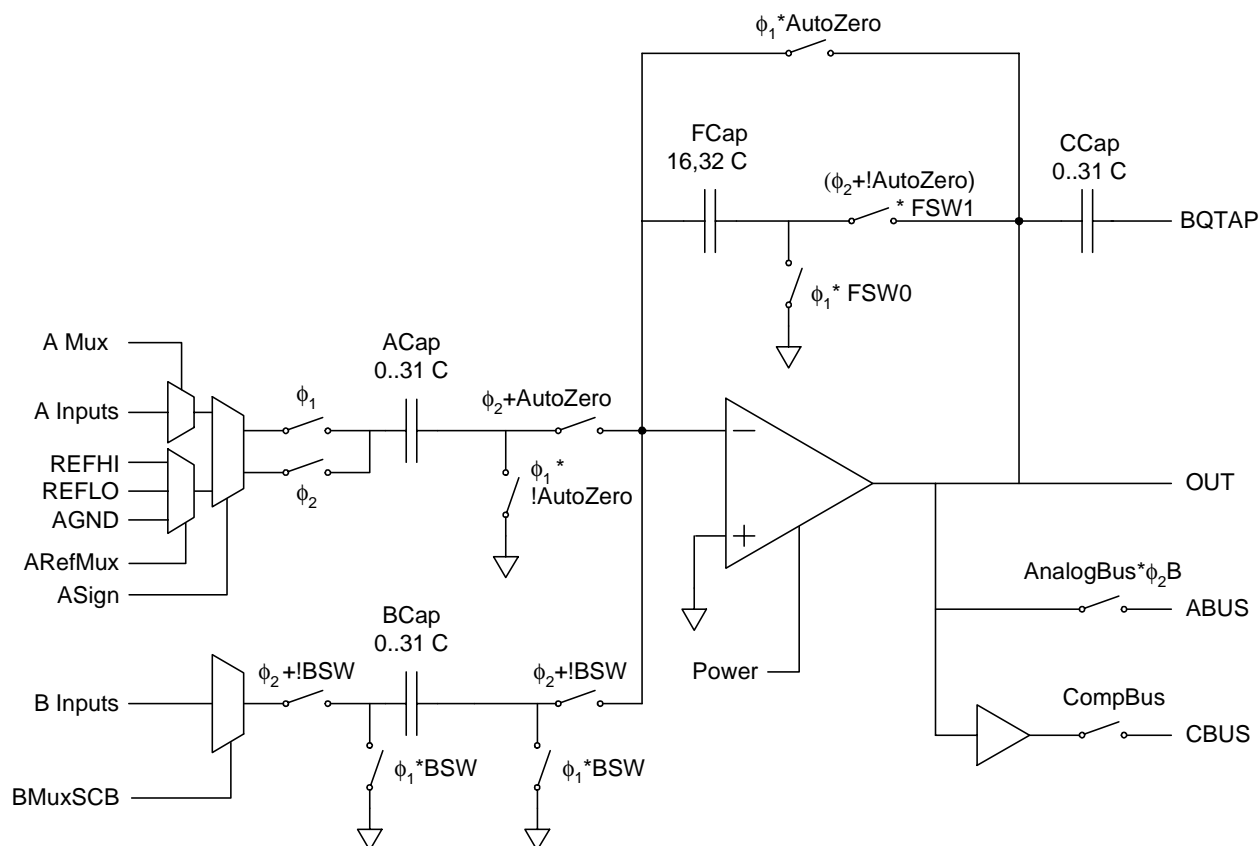 ϕ1*AutoZero
FCap
16,32 C
CCap
0..31 C
(ϕ2+!AutoZero)
* FSW1
BQTAP
ϕ1* FSW0
A Mux
ACap
0..31 C
A Inputs
ϕ1
ϕ2+AutoZero
REFHI
REFLO
AGND
ϕ2
ϕ1*
!AutoZero
OUT
ARefMux
ASign
AnalogBus*ϕ2B
ABUS
BCap
0..31 C
Power
B Inputs
ϕ2+!BSW
ϕ2+!BSW
CompBus
CBUS
ϕ1*BSW
ϕ1*BSW
BMuxSCB